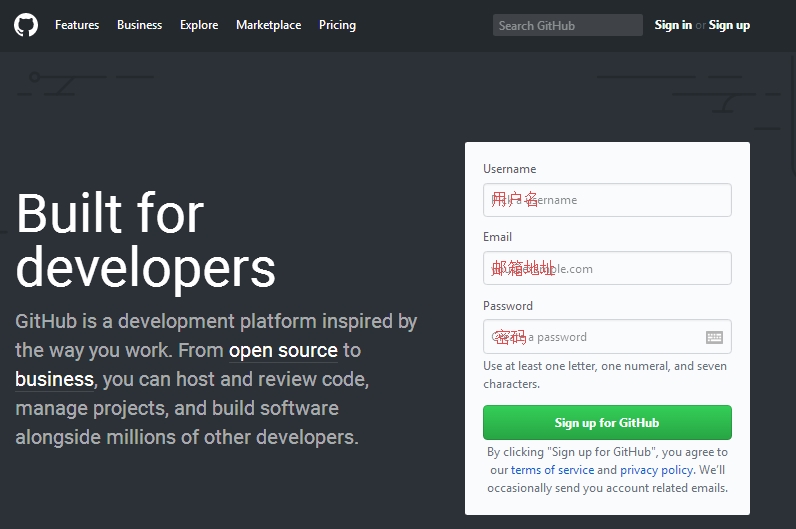 Features Business Explore Marketplace Pricing Search GitHub Sign in or Sign up
Built for
developers
GitHub is a development platform inspired by
the way you work. From open source to
business, you can host and review code,
manage projects, and build software
alongside millions of other developers.
Username
用户名 username
Email
邮箱地址 .com
Password
密码 a password
Use at least one letter, one numeral, and seven
characters.
Sign up for GitHub
By clicking "Sign up for GitHub", you agree to
our terms of service and privacy policy. We'll
occasionally send you account related emails.